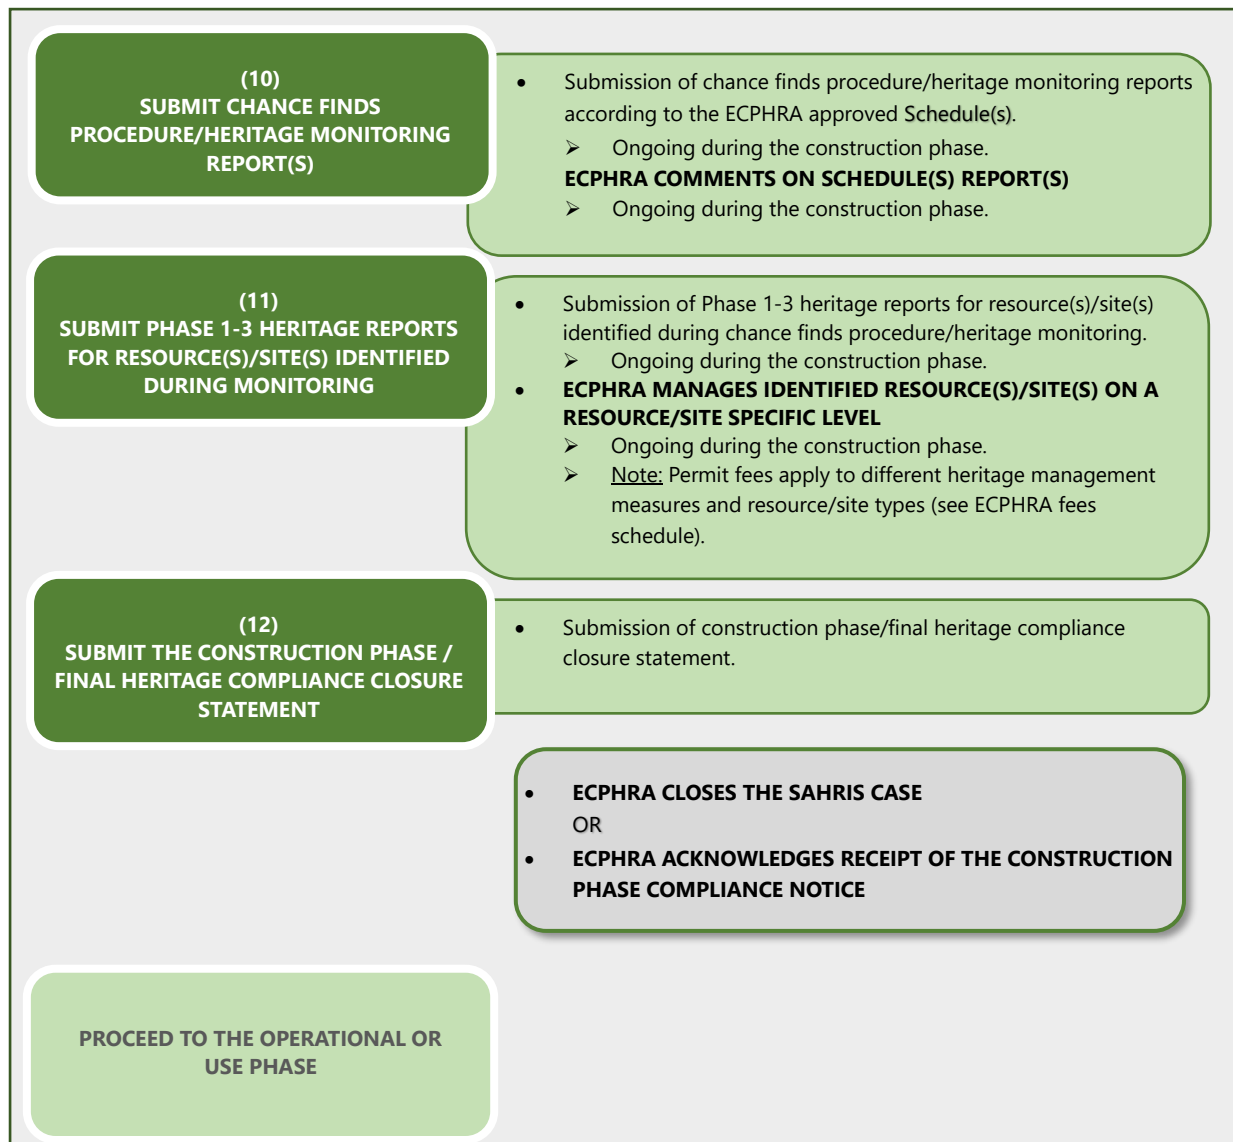 (10)
SUBMIT CHANCE FINDS
PROCEDURE/HERITAGE MONITORING
REPORT(S)
• Submission of chance finds procedure/heritage monitoring reports
according to the ECPHRA approved Schedule(s).
➢ Ongoing during the construction phase.
ECPHRA COMMENTS ON SCHEDULE(S) REPORT(S)
➢ Ongoing during the construction phase.
(11)
SUBMIT PHASE 1-3 HERITAGE REPORTS
FOR RESOURCE(S)/SITE(S) IDENTIFIED
DURING MONITORING
• Submission of Phase 1-3 heritage reports for resource(s)/site(s)
identified during chance finds procedure/heritage monitoring.
➢ Ongoing during the construction phase.
• ECPHRA MANAGES IDENTIFIED RESOURCE(S)/SITE(S) ON A
RESOURCE/SITE SPECIFIC LEVEL
➢ Ongoing during the construction phase.
➢ Note: Permit fees apply to different heritage management
measures and resource/site types (see ECPHRA fees
schedule).
(12)
SUBMIT THE CONSTRUCTION PHASE /
FINAL HERITAGE COMPLIANCE CLOSURE
STATEMENT
• Submission of construction phase/final heritage compliance
closure statement.
• ECPHRA CLOSES THE SAHRIS CASE
OR
• ECPHRA ACKNOWLEDGES RECEIPT OF THE CONSTRUCTION
PHASE COMPLIANCE NOTICE
PROCEED TO THE OPERATIONAL OR
USE PHASE